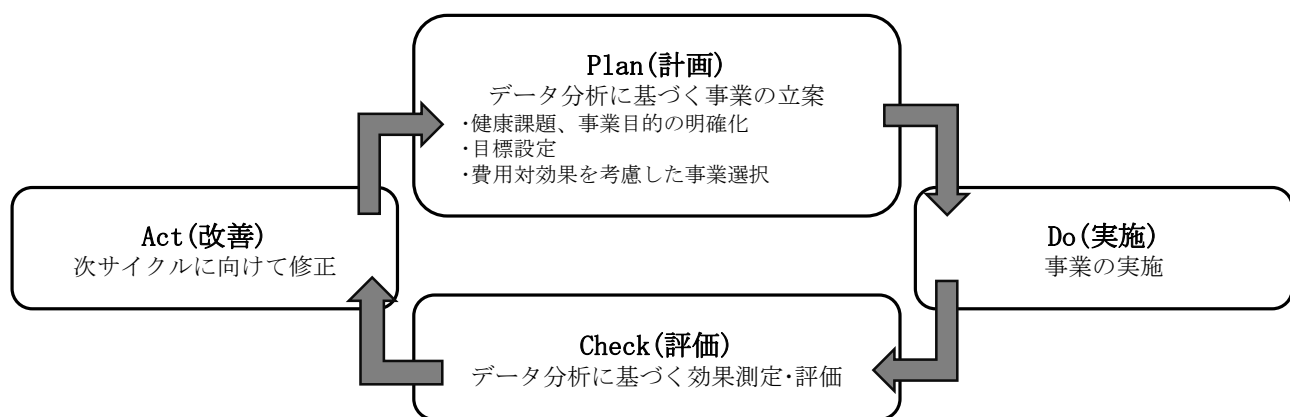 Plan(計画)
データ分析に基づく事業の立案
・健康課題、事業目的の明確化
・目標設定
・費用対効果を考慮した事業選択
Act(改善)
次サイクルに向けて修正
Do(実施)
事業の実施
Check(評価)
データ分析に基づく効果測定・評価